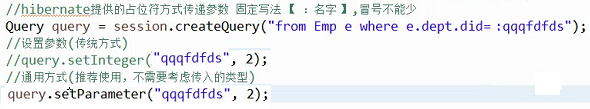 //hibernate提供的占位符方式传递参数 固定写法【 : 名字 】,冒号不能少
Query query = session.createQuery("from Emp e where e.dept.did= :qqqfdfds");
//设置参数(传统方式)
//query.setInteger("qqqfdfds", 2);
//通用方式(推荐使用，不需要考虑传入的类型)
query.setParameter("qqqfdfds", 2);